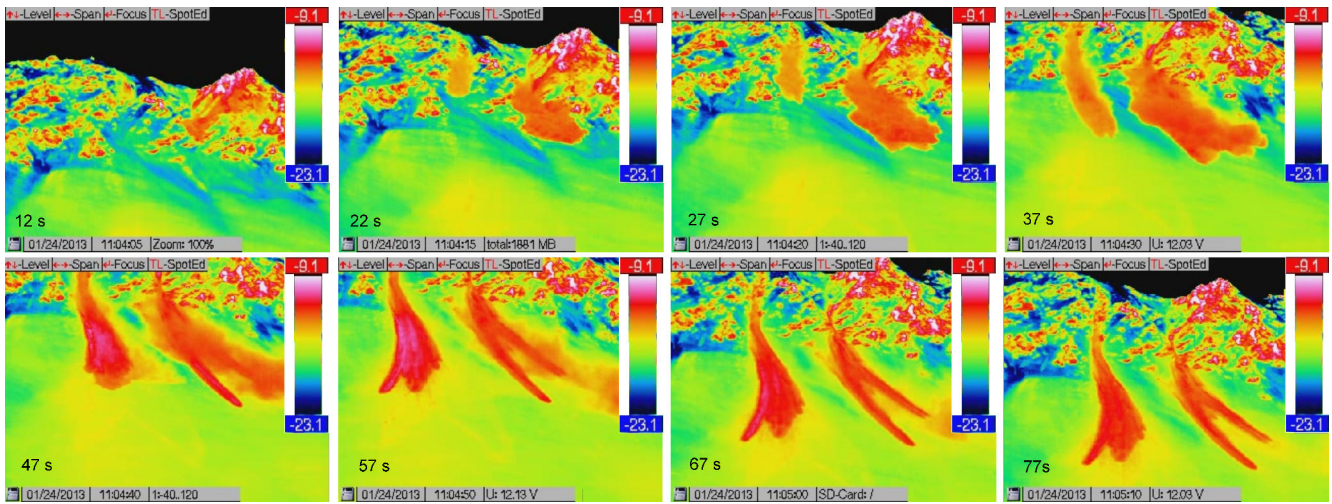 ↑↓-Level ←→-Span ↲-Focus TL-SpotEd -9.1
-23.1
12 s
01/24/2013 11:04:05 Zoom: 100%
↑↓-Level ←→-Span ↲-Focus TL-SpotEd -9.1
-23.1
22 s
01/24/2013 11:04:15 total:1881 MB
↑↓-Level ←→-Span ↲-Focus TL-SpotEd -9.1
-23.1
27 s
01/24/2013 11:04:20 1:-40..120
↑↓-Level ←→-Span ↲-Focus TL-SpotEd -9.1
-23.1
37 s
01/24/2013 11:04:30 U: 12.03 V
↑↓-Level ←→-Span ↲-Focus TL-SpotEd -9.1
-23.1
47 s
01/24/2013 11:04:40 1:-40..120
↑↓-Level ←→-Span ↲-Focus TL-SpotEd -9.1
-23.1
57 s
01/24/2013 11:04:50 U: 12.13 V
↑↓-Level ←→-Span ↲-Focus TL-SpotEd -9.1
-23.1
67 s
01/24/2013 11:05:00 SD-Card: /
↑↓-Level ←→-Span ↲-Focus TL-SpotEd -9.1
-23.1
77s
01/24/2013 11:05:10 U: 12.03 V